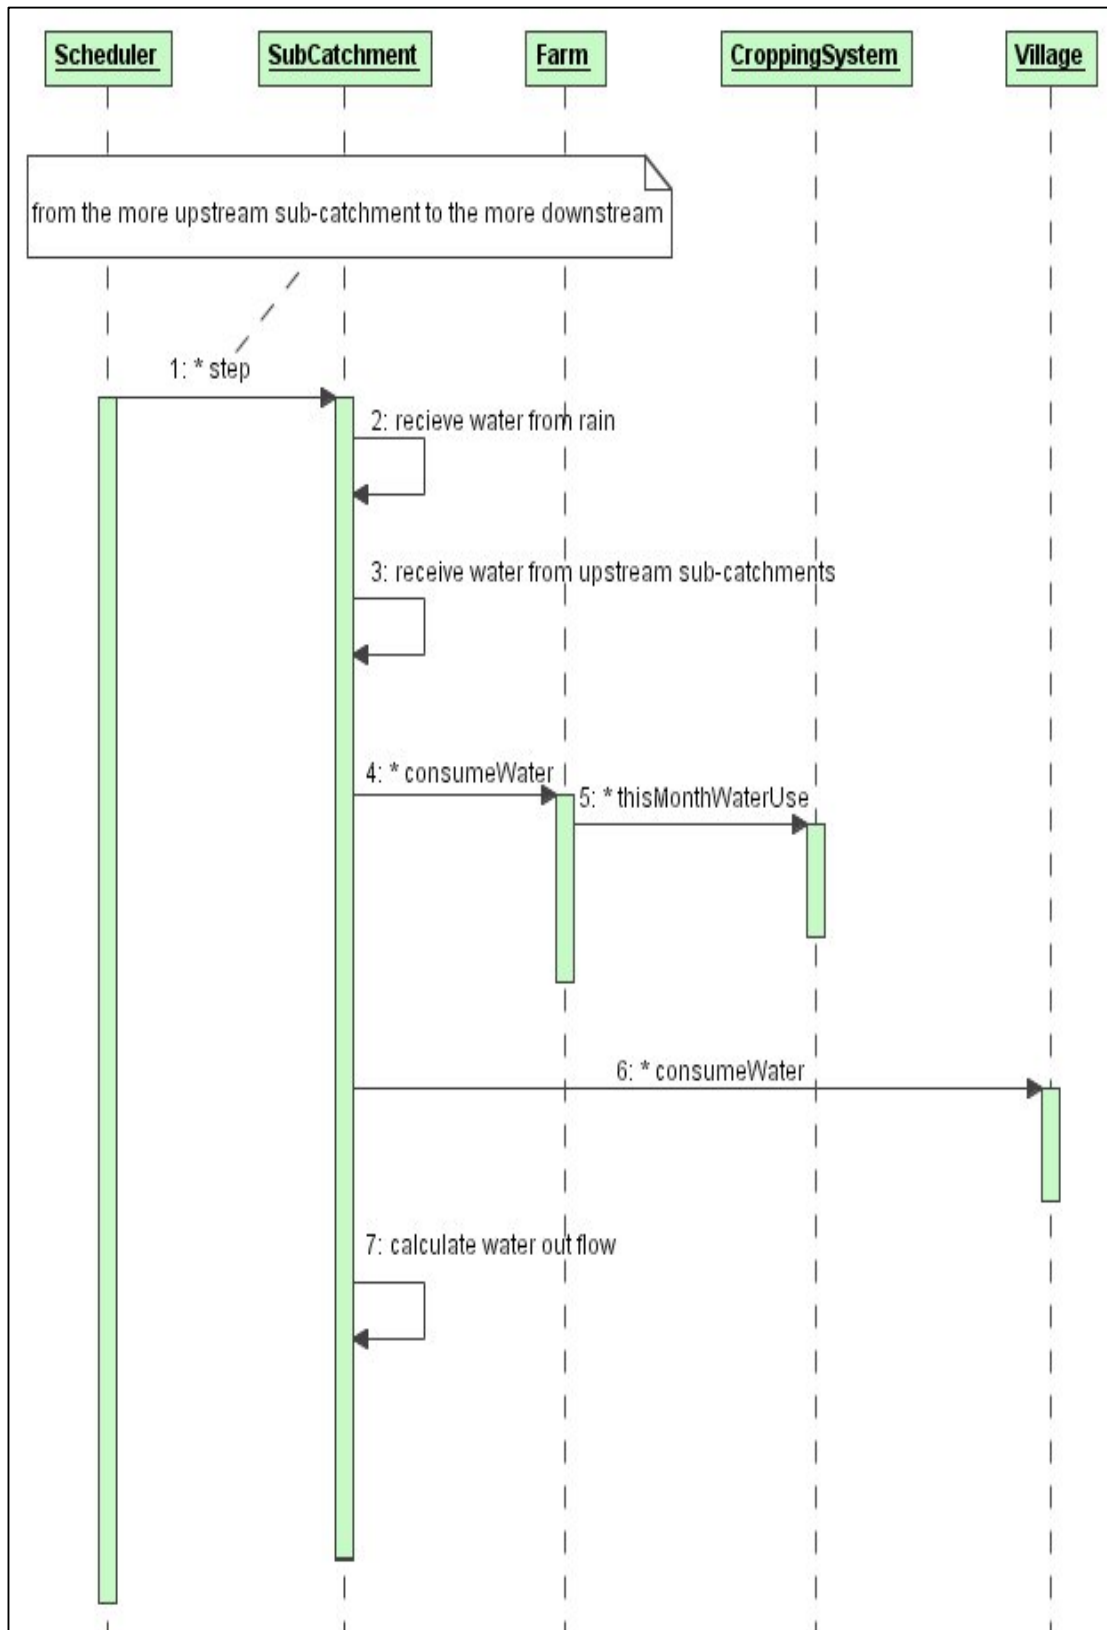 Scheduler
SubCatchment
Farm
CroppingSystem
Village
from the more upstream sub-catchment to the more downstream
1: * step
2: recieve water from rain
3: receive water from upstream sub-catchments
4: * consumeWater
5: * thisMonthWaterUse
6: * consumeWater
7: calculate water out flow